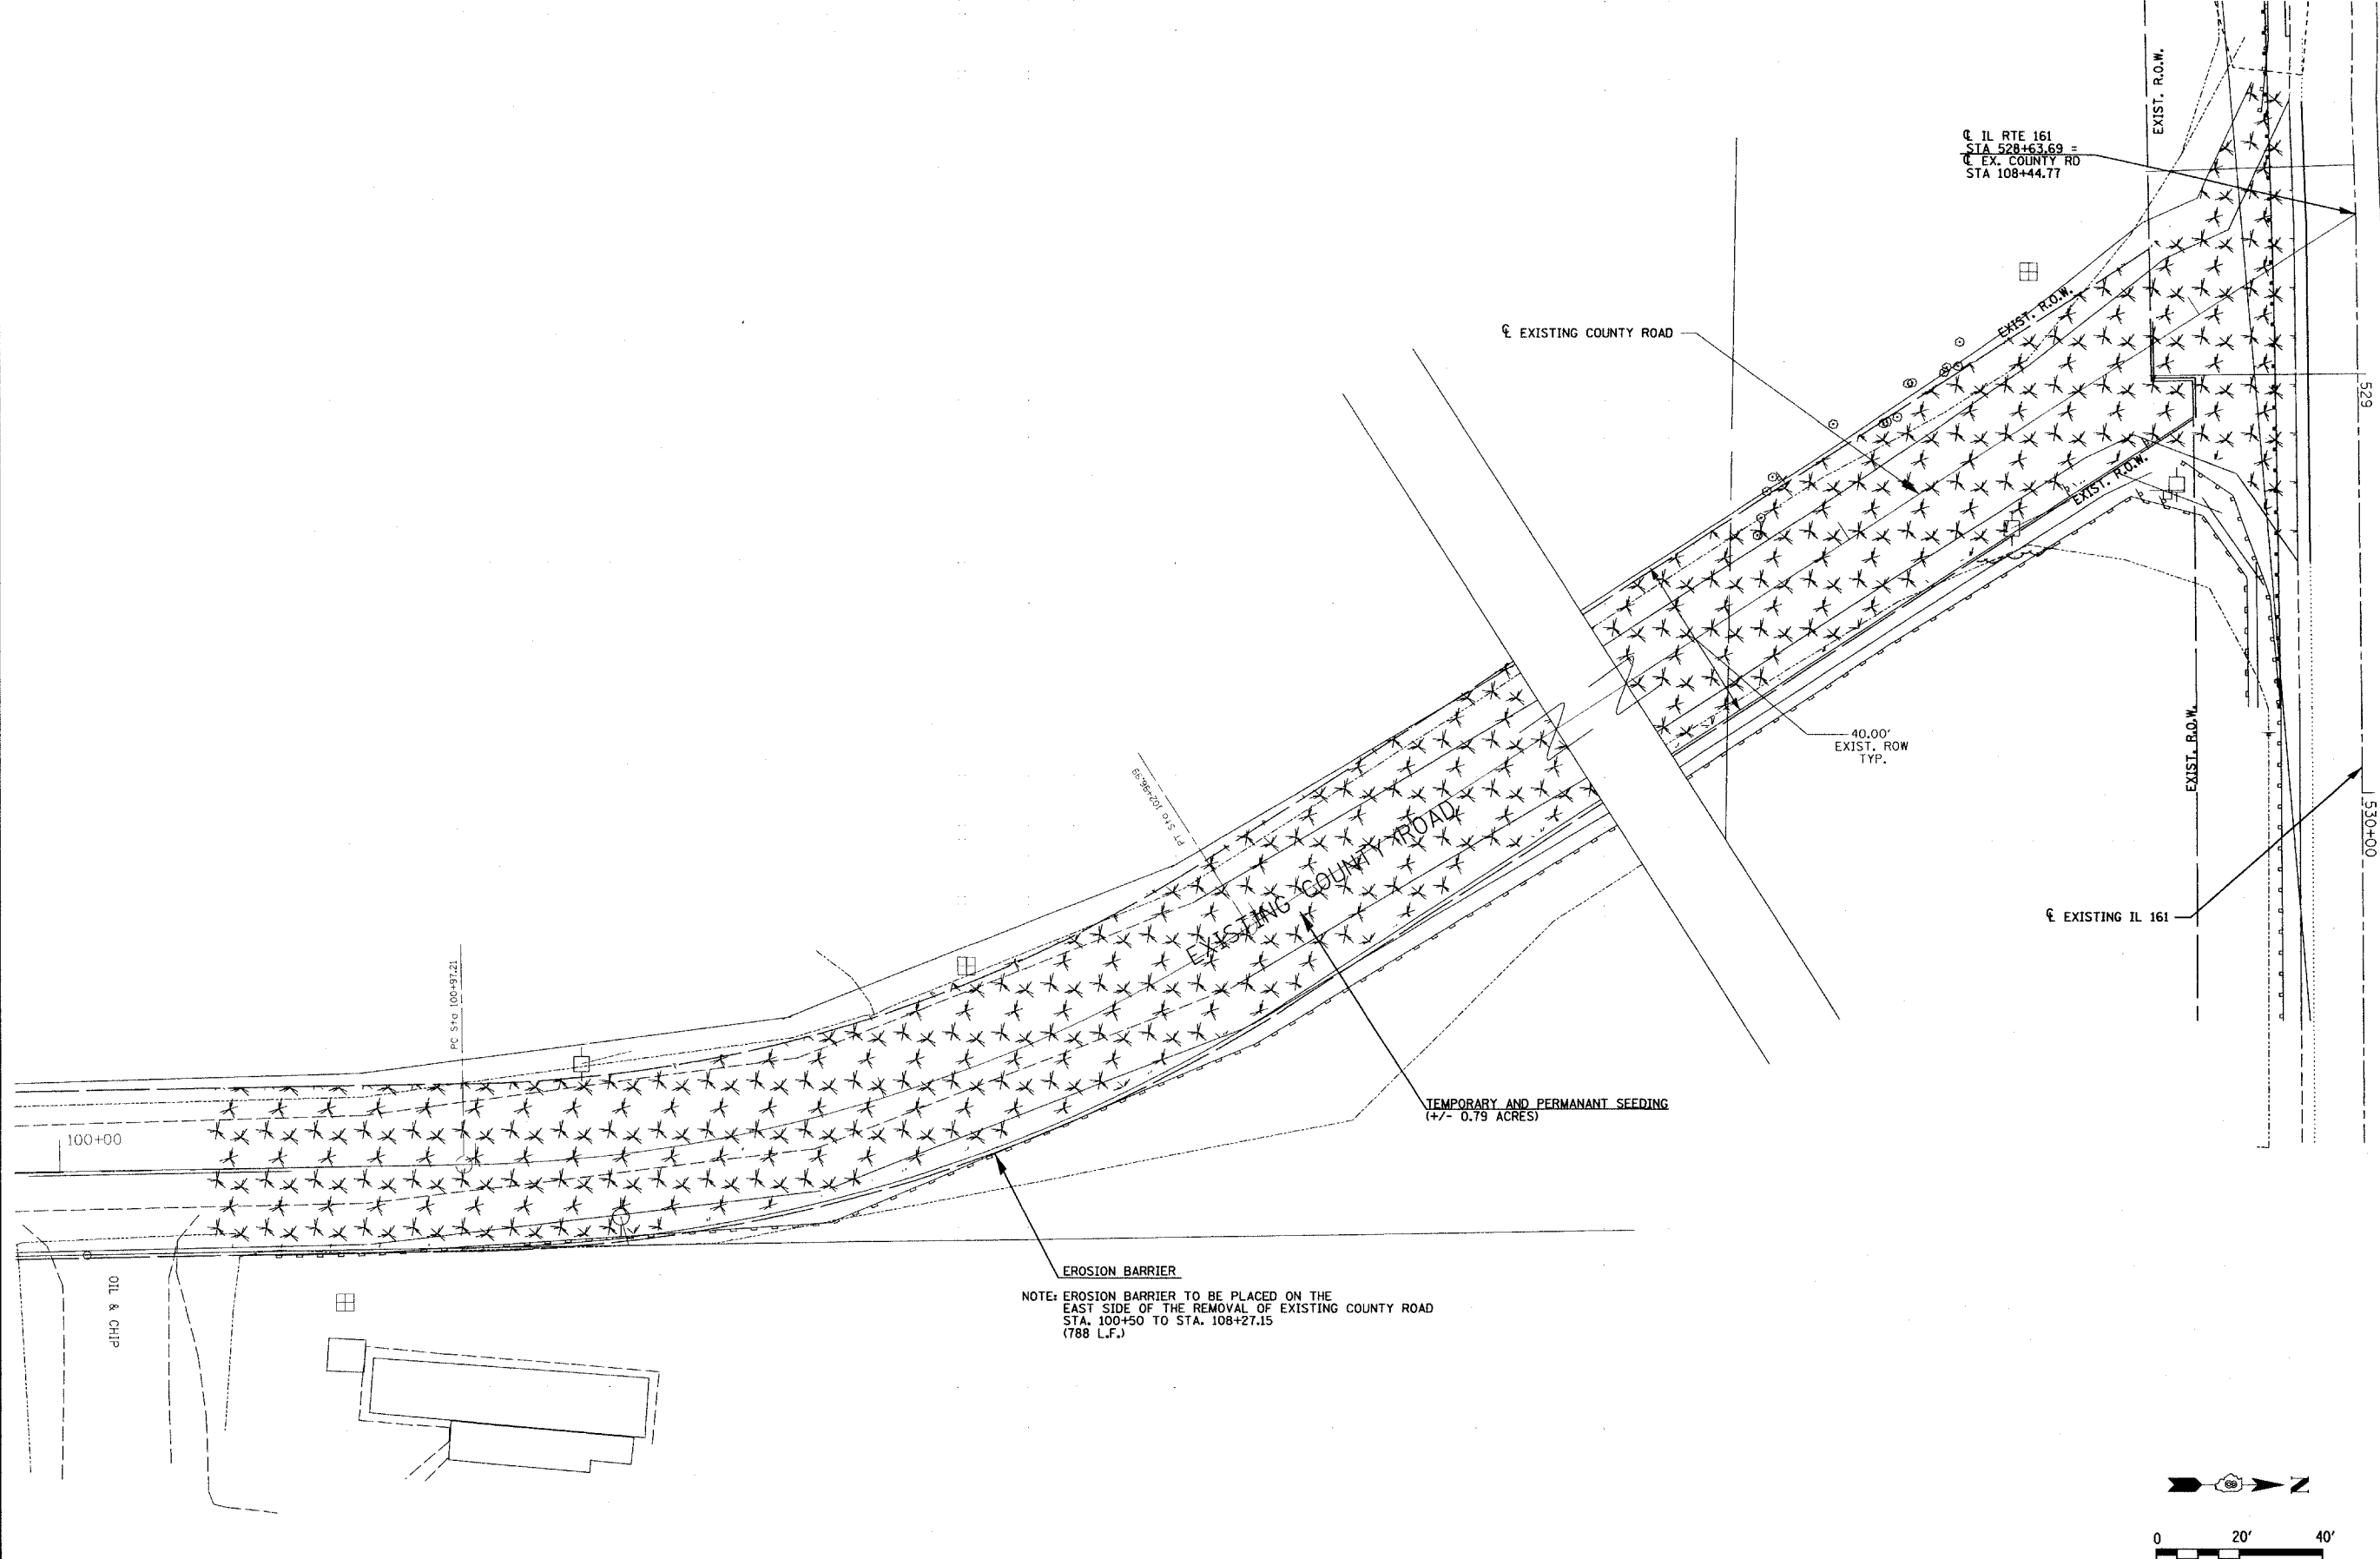 EXIST. R.O.W.
℄ IL RTE 161
STA 528+63.69 =
℄ EX. COUNTY RD
STA 108+44.77
EXIST. R.O.W.
℄ EXISTING COUNTY ROAD
529
EXIST. R.O.W.
40.00'
EXIST. ROW
TYP.
EXIST. R.O.W.
530+00
PT Sta 102+96.99
EXISTING COUNTY ROAD
℄ EXISTING IL 161
PC Sta 100+97.21
TEMPORARY AND PERMANANT SEEDING
(+/- 0.79 ACRES)
100+00
OIL & CHIP
EROSION BARRIER
NOTE: EROSION BARRIER TO BE PLACED ON THE
EAST SIDE OF THE REMOVAL OF EXISTING COUNTY ROAD
STA. 100+50 TO STA. 108+27.15
(788 L.F.)
N
0 20' 40'